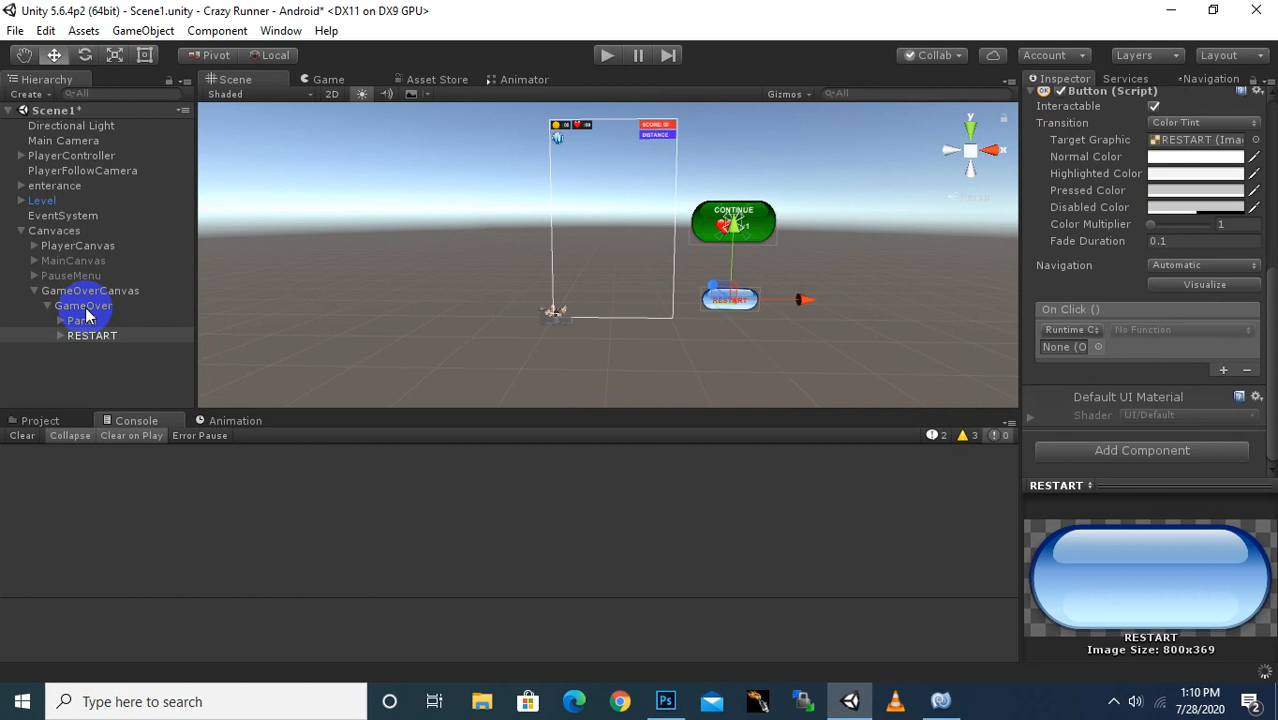 Unity 5.6.4p2 (64bit) - Scene1.unity - Crazy Runner - Android* <DX11 on DX9 GPU>
File Edit Assets GameObject Component Window Help
Pivot Local Collab Account Layers Layout
Hierarchy Scene Game Asset Store Animator Inspector Services Navigation
Create All Shaded 2D Gizmos All Button (Script)
Scene1*
Directional Light
Main Camera
PlayerController
PlayerFollowCamera
enterance
Level
EventSystem
Canvaces
PlayerCanvas
MainCanvas
PauseMenu
GameOverCanvas
GameOver
RESTART
SCORE: 00
DISTANCE
y
x
Persp
CONTINUE
1
RESTART
Interactable
Transition Color Tint
Target Graphic RESTART (Ima
Normal Color
Highlighted Color
Pressed Color
Disabled Color
Color Multiplier 1
Fade Duration 0.1
Navigation Automatic
Visualize
On Click ()
Runtime C No Function
None (O
+ −
Default UI Material
Shader UI/Default
Add Component
RESTART
RESTART
Image Size: 800x369
Project Console Animation
Clear Collapse Clear on Play Error Pause 2 3 0
Type here to search
1:10 PM
7/28/2020
2